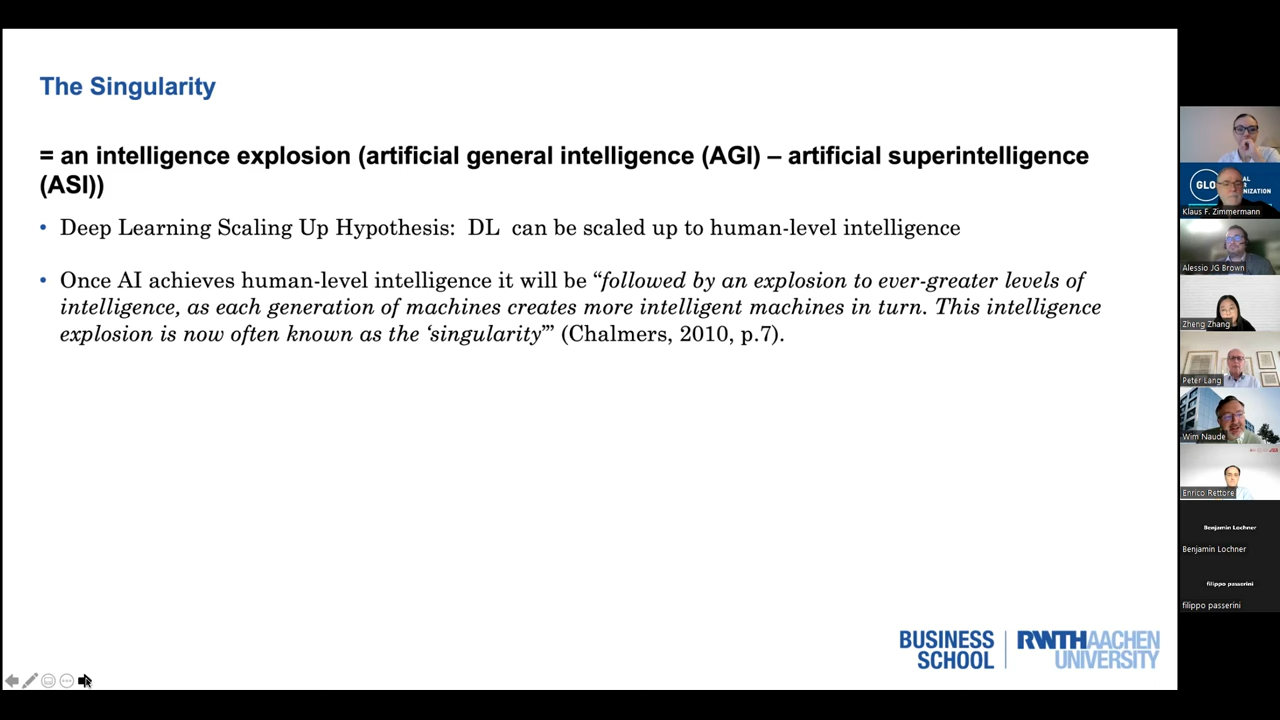 The Singularity
= an intelligence explosion (artificial general intelligence (AGI) – artificial superintelligence
(ASI))
• Deep Learning Scaling Up Hypothesis:  DL  can be scaled up to human-level intelligence
• Once AI achieves human-level intelligence it will be “followed by an explosion to ever-greater levels of
intelligence, as each generation of machines creates more intelligent machines in turn. This intelligence
explosion is now often known as the ‘singularity’” (Chalmers, 2010, p.7).
BUSINESS
SCHOOL
RWTHAACHEN
UNIVERSITY
GLO
Klaus F. Zimmermann
Alessio JG Brown
Zheng Zhang
Peter Lang
Wim Naude
Enrico Rettore
Benjamin Lochner
Benjamin Lochner
filippo passerini
filippo passerini